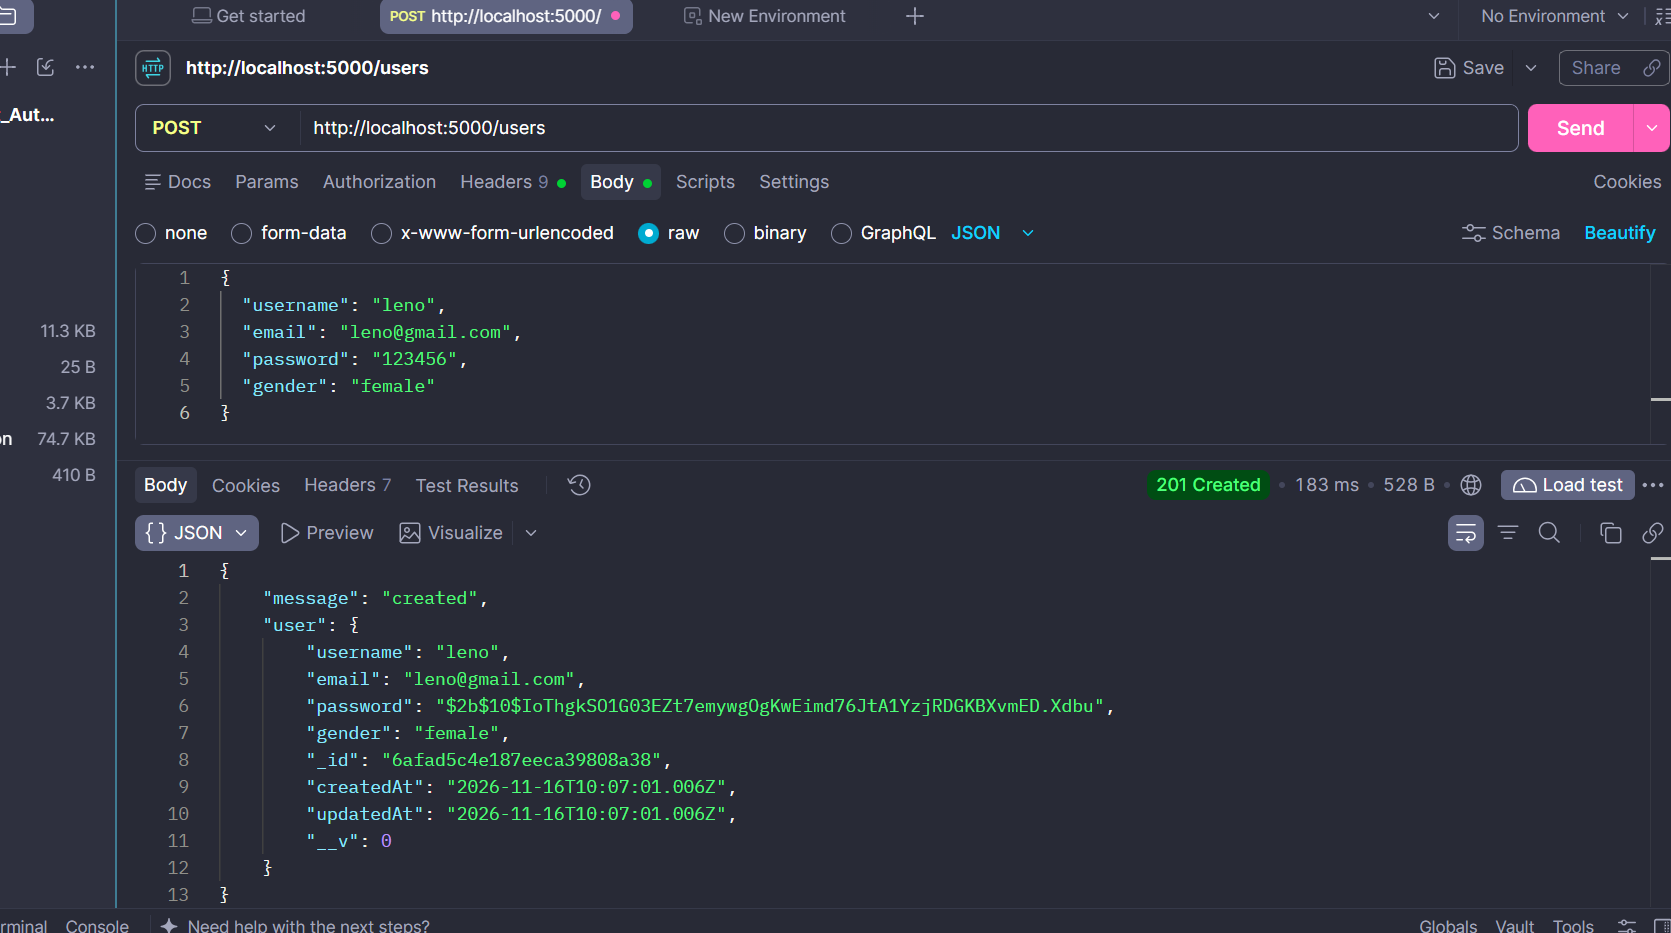 Get started
POST http://localhost:5000/
New Environment
No Environment
HTTP http://localhost:5000/users
Save
Share
_Aut...
POST http://localhost:5000/users
Send
Docs Params Authorization Headers 9 Body Scripts Settings
Cookies
none form-data x-www-form-urlencoded raw binary GraphQL JSON
Schema Beautify
1 {
2 "username": "leno",
3 "email": "leno@gmail.com",
4 "password": "123456",
5 "gender": "female"
6 }
11.3 KB
25 B
3.7 KB
on 74.7 KB
410 B
Body Cookies Headers 7 Test Results
201 Created • 183 ms • 528 B •
Load test
{} JSON Preview Visualize
1 {
2 "message": "created",
3 "user": {
4 "username": "leno",
5 "email": "leno@gmail.com",
6 "password": "$2b$10$IoThgkSO1G03EZt7emywgOgKwEimd76JtA1YzjRDGKBXvmED.Xdbu",
7 "gender": "female",
8 "_id": "6afad5c4e187eeca39808a38",
9 "createdAt": "2026-11-16T10:07:01.006Z",
10 "updatedAt": "2026-11-16T10:07:01.006Z",
11 "__v": 0
12 }
13 }
rminal Console Need help with the next steps?
Globals Vault Tools